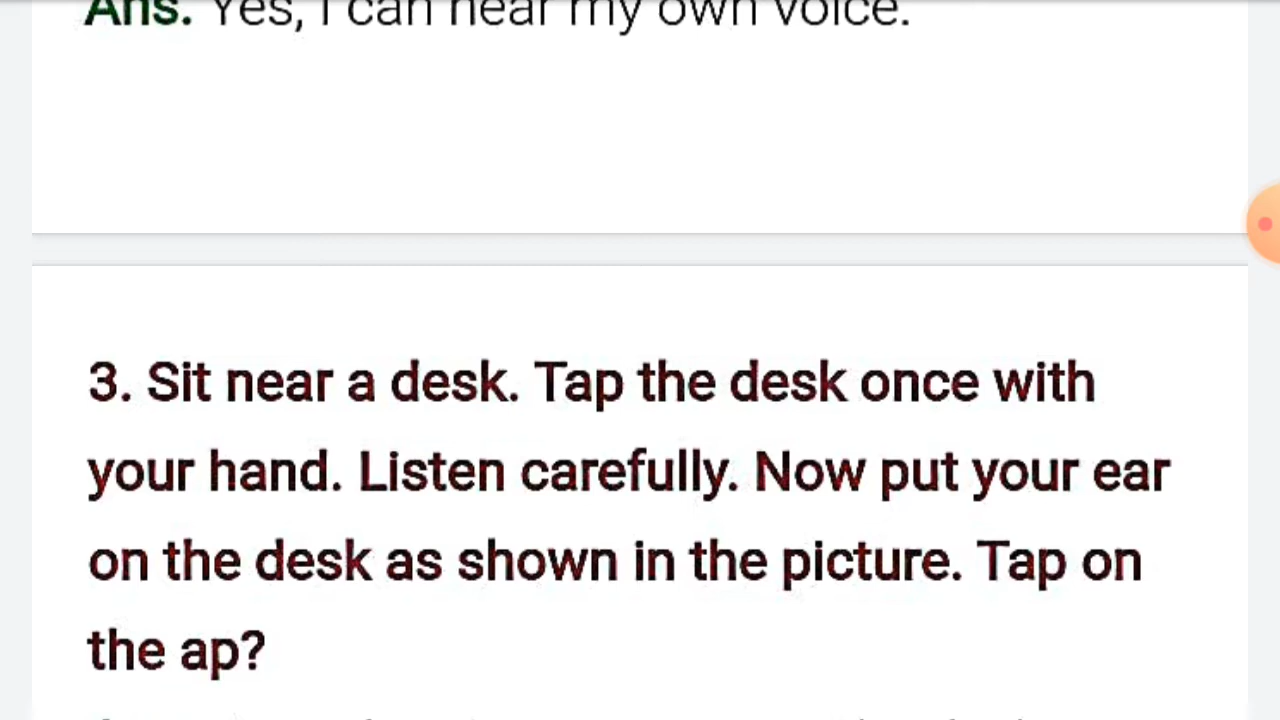 Ans. Yes, I can hear my own voice.
3. Sit near a desk. Tap the desk once with
your hand. Listen carefully. Now put your ear
on the desk as shown in the picture. Tap on
the ap?